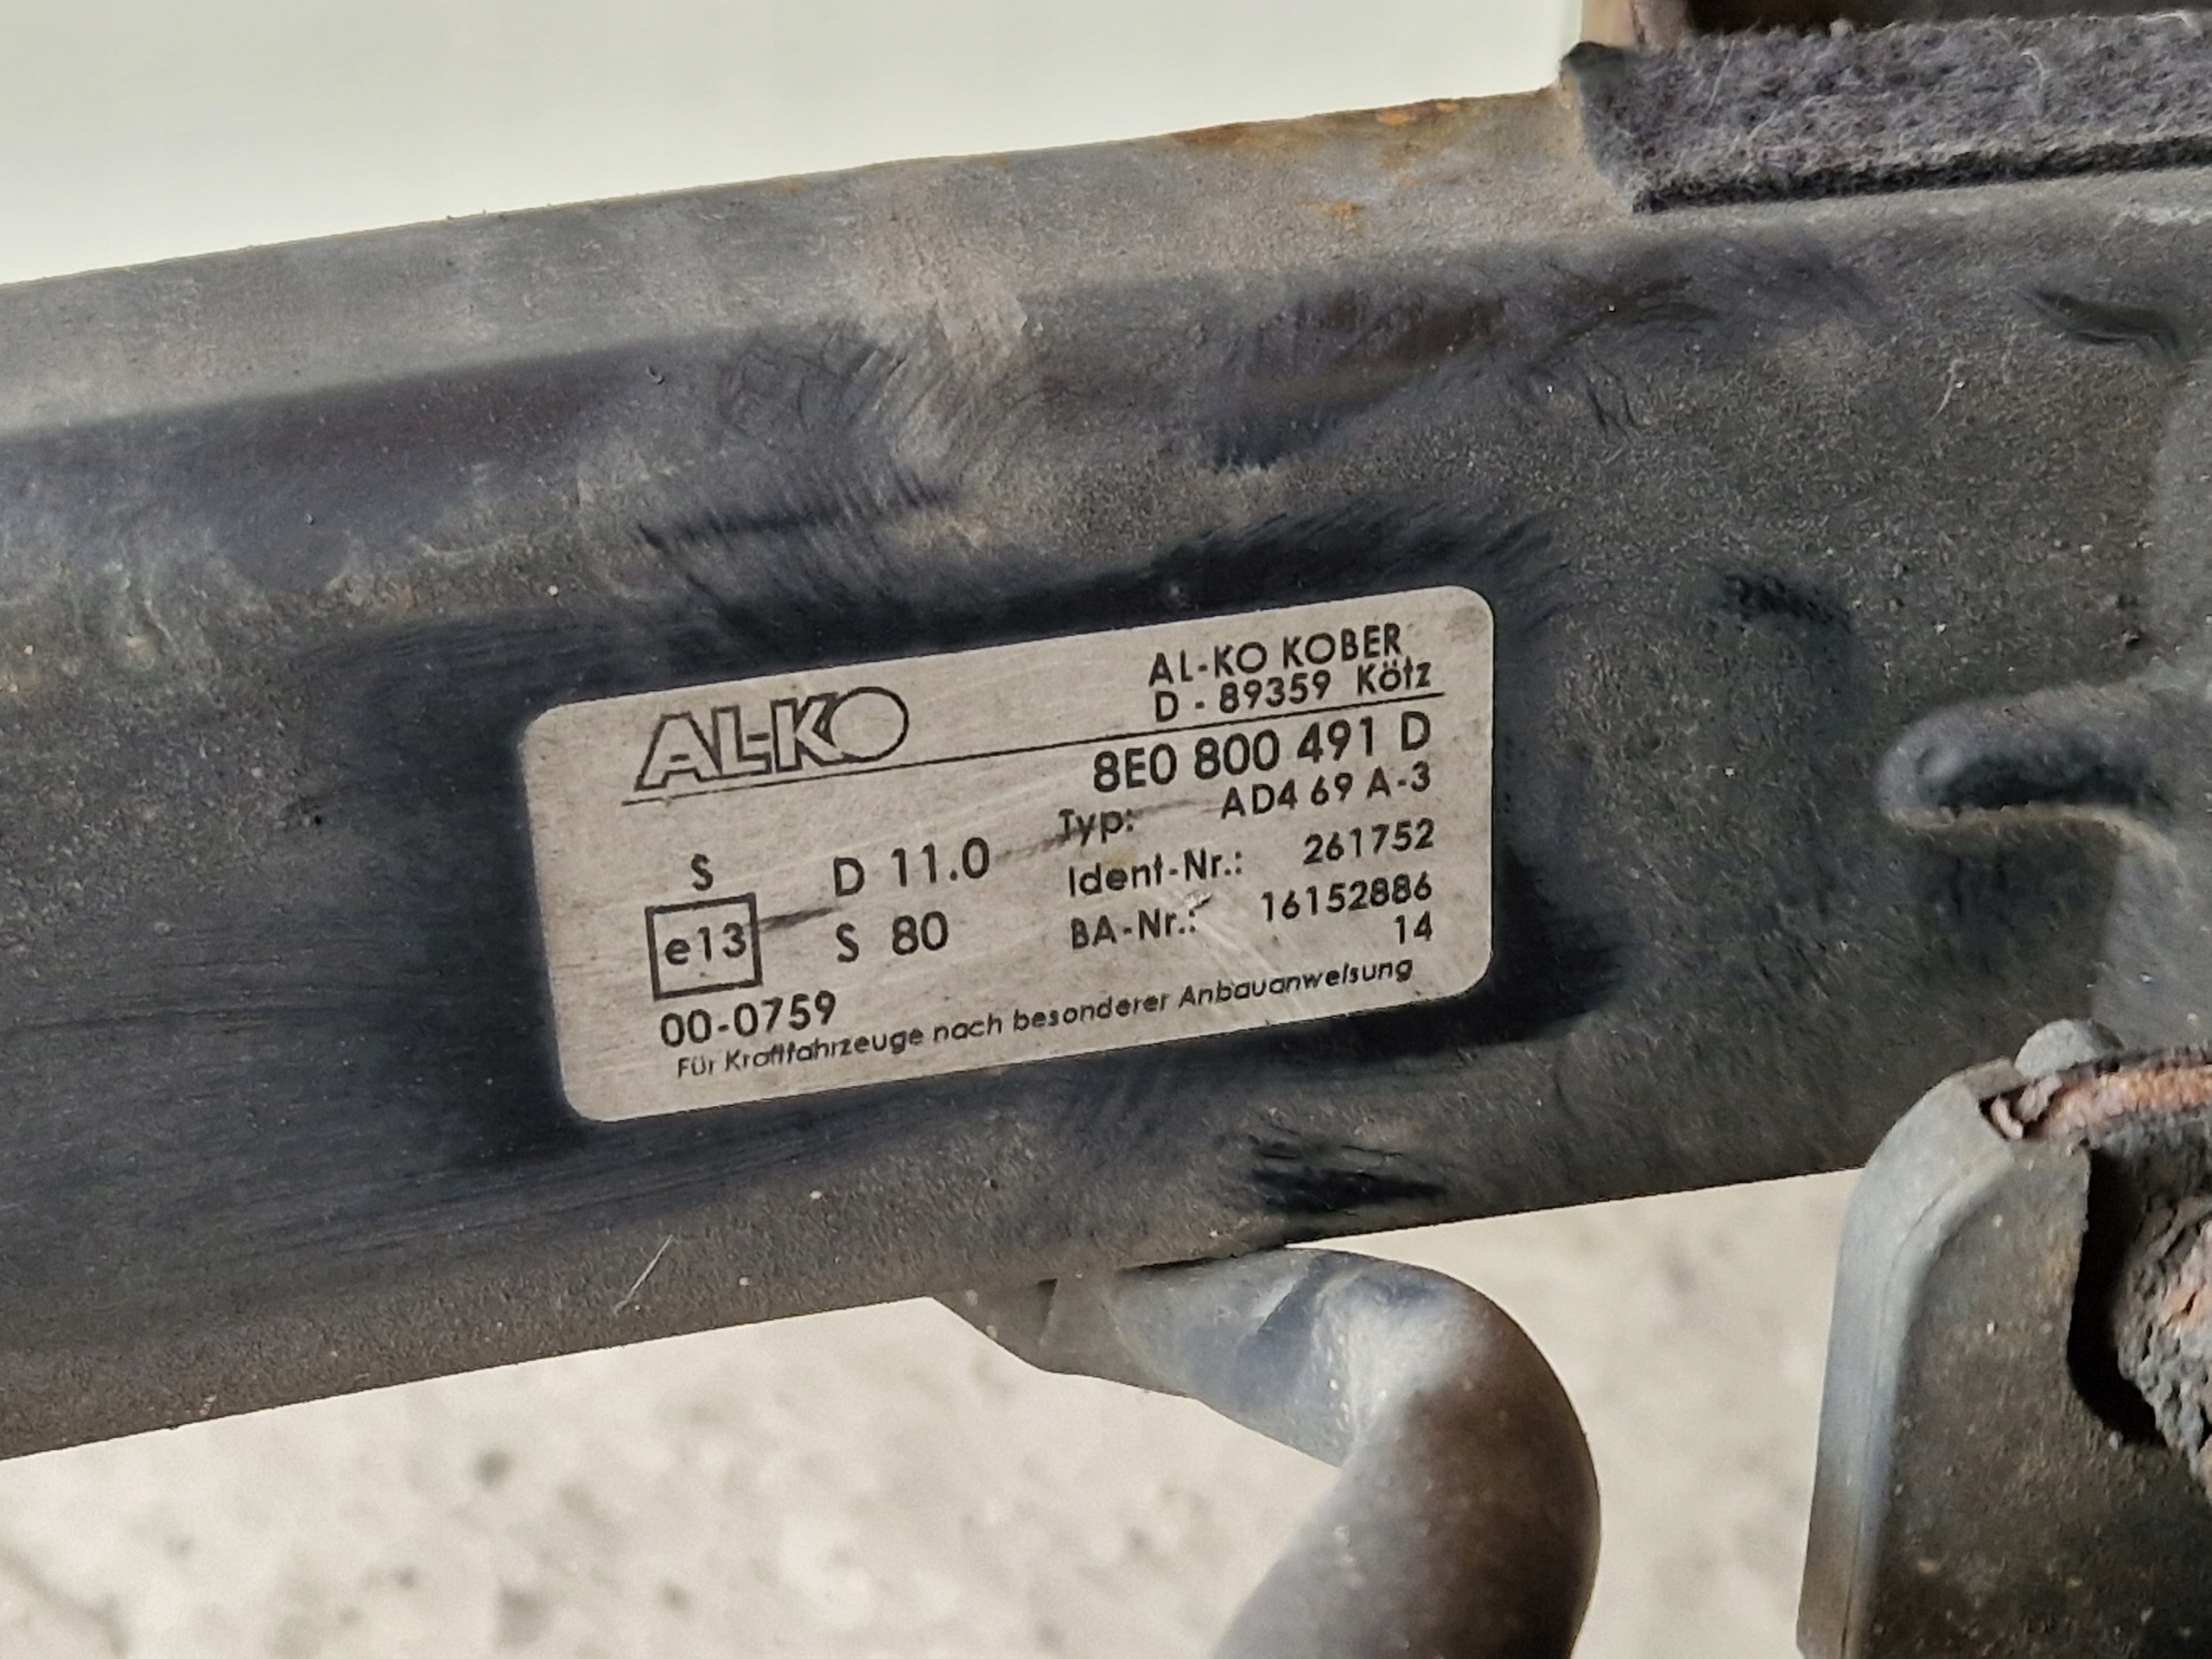 AL-KO
AL-KO KOBER
D - 89359 Kötz
8E0 800 491 D
Typ: AD4 69 A-3
S
D 11.0
Ident-Nr.: 261752
e13
S 80
BA-Nr.: 16152886
14
00-0759
Für Kraftfahrzeuge nach besonderer Anbauanweisung